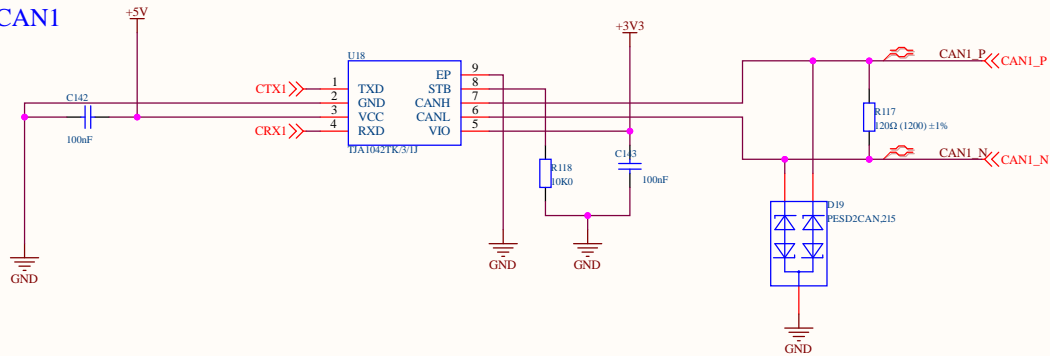 CAN1
+5V
+3V3
U18
C142
100nF
CTX1
CRX1
1
2
3
4
TXD
GND
VCC
RXD
EP
STB
CANH
CANL
VIO
9
8
7
6
5
TJA1042TK/3/1J
R118
10K0
C143
100nF
CAN1_P
CAN1_P
R117
120Ω (1200) ±1%
CAN1_N
CAN1_N
D19
PESD2CAN,215
GND
GND
GND
GND